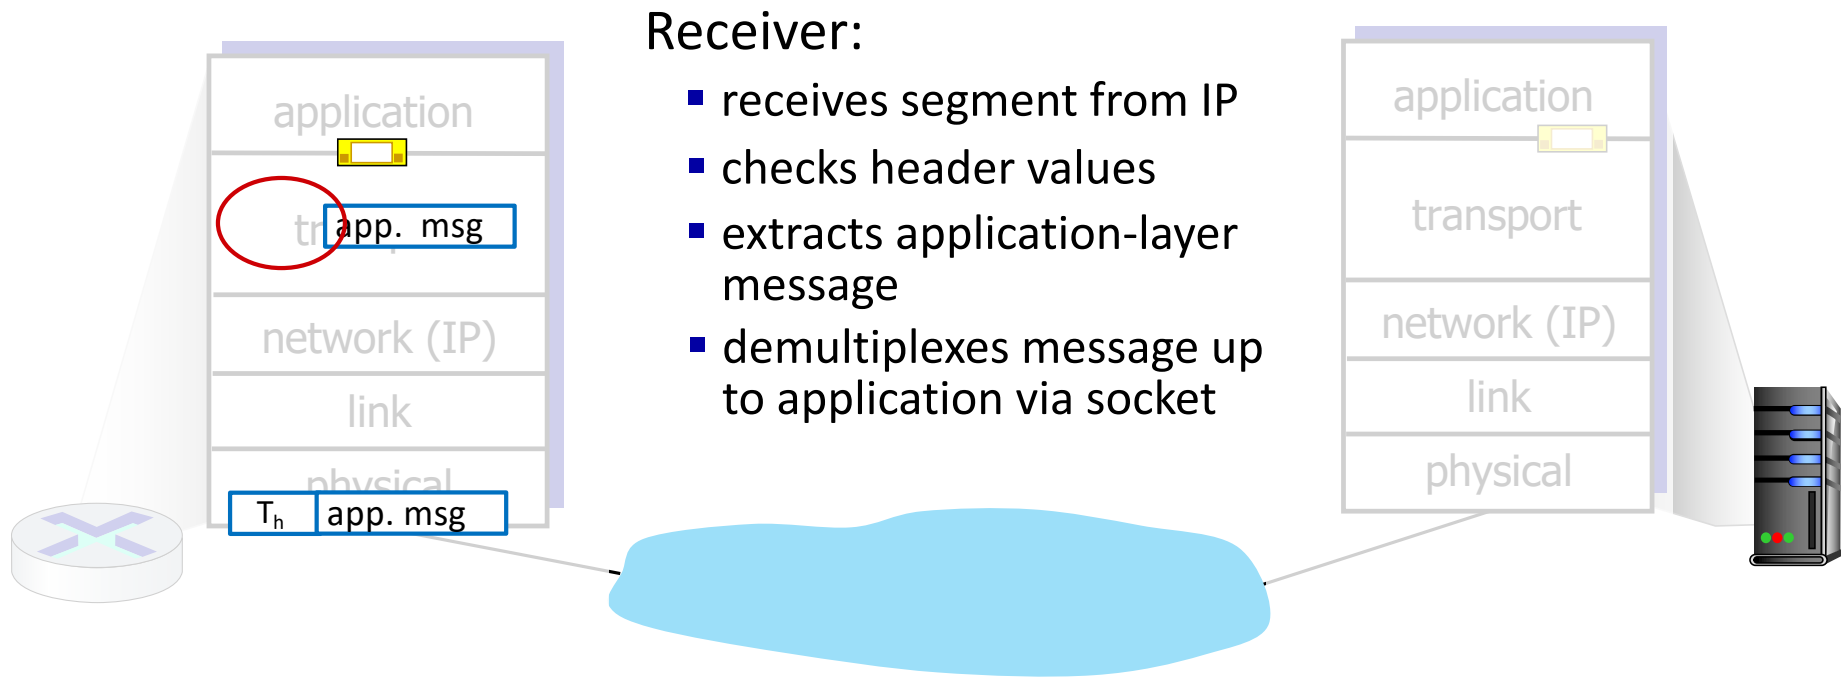 Receiver:
receives segment from IP
checks header values
extracts application-layer
message
demultiplexes message up
to application via socket
application
app. msg
network (IP)
link
physical
Th
app. msg
application
transport
network (IP)
link
physical